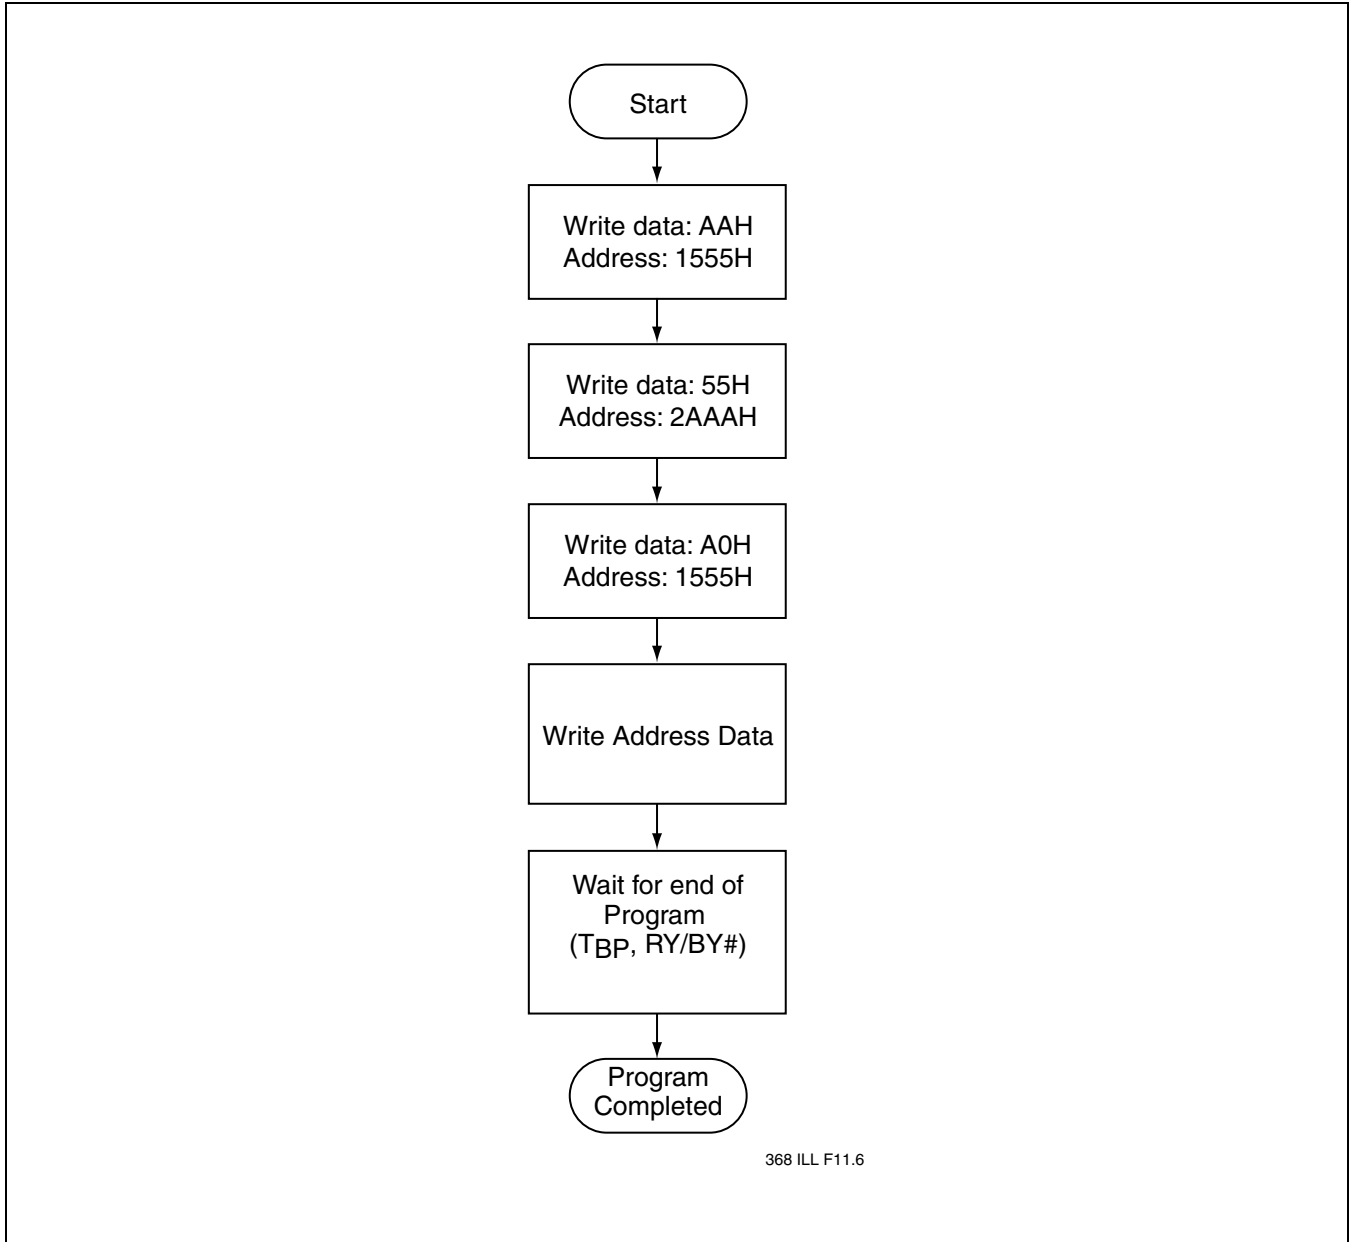 Start
Write data: AAH
Address: 1555H
Write data: 55H
Address: 2AAAH
Write data: A0H
Address: 1555H
Write Address Data
Wait for end of
Program
(TBP, RY/BY#)
Program
Completed
368 ILL F11.6